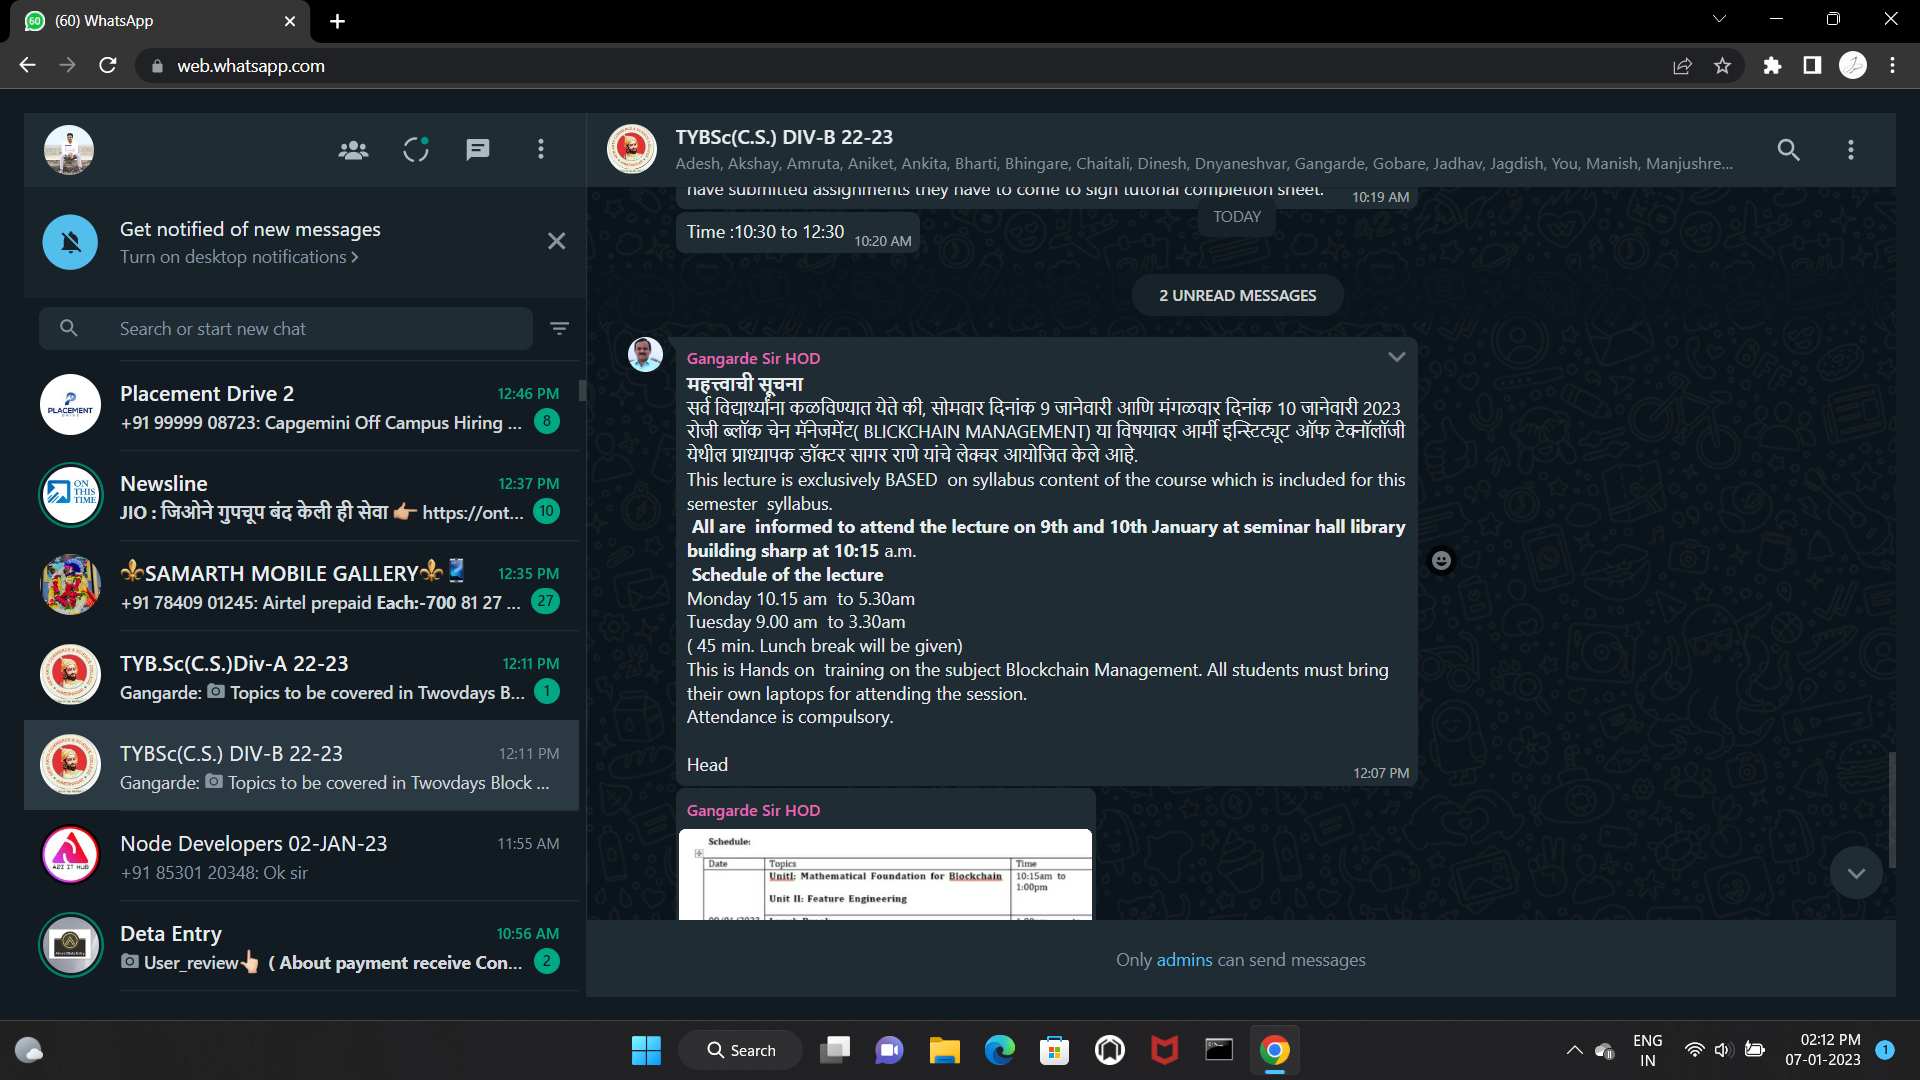 (60) WhatsApp
web.whatsapp.com
Get notified of new messages
Turn on desktop notifications >
Search or start new chat
Placement Drive 2 12:46 PM
+91 99999 08723: Capgemini Off Campus Hiring ... 8
Newsline 12:37 PM
JIO : जिओने गुपचूप बंद केली ही सेवा 👉🏼 https://ont... 10
⚜️SAMARTH MOBILE GALLERY⚜️📱 12:35 PM
+91 78409 01245: Airtel prepaid Each:-700 81 27 ... 27
TYB.Sc(C.S.)Div-A 22-23 12:11 PM
Gangarde: Topics to be covered in Twovdays B... 1
TYBSc(C.S.) DIV-B 22-23 12:11 PM
Gangarde: Topics to be covered in Twovdays Block ...
Node Developers 02-JAN-23 11:55 AM
+91 85301 20348: Ok sir
Deta Entry 10:56 AM
User_review👆🏻 ( About payment receive Con... 2
PLACEMENT
ON THIS TIME
A2Z IT HUB
TYBSc(C.S.) DIV-B 22-23
Adesh, Akshay, Amruta, Aniket, Ankita, Bharti, Bhingare, Chaitali, Dinesh, Dnyaneshvar, Gangarde, Gobare, Jadhav, Jagdish, You, Manish, Manjushre...
have submitted assignments they have to come to sign tutorial completion sheet. 10:19 AM
TODAY
Time :10:30 to 12:30 10:20 AM
2 UNREAD MESSAGES
Gangarde Sir HOD
महत्त्वाची सूचना
सर्व विद्यार्थ्यांना कळविण्यात येते की, सोमवार दिनांक 9 जानेवारी आणि मंगळवार दिनांक 10 जानेवारी 2023
रोजी ब्लॉक चेन मॅनेजमेंट( BLICKCHAIN MANAGEMENT) या विषयावर आर्मी इन्स्टिट्यूट ऑफ टेक्नॉलॉजी
येथील प्राध्यापक डॉक्टर सागर राणे यांचे लेक्चर आयोजित केले आहे.
This lecture is exclusively BASED on syllabus content of the course which is included for this
semester syllabus.
All are informed to attend the lecture on 9th and 10th January at seminar hall library
building sharp at 10:15 a.m.
Schedule of the lecture
Monday 10.15 am to 5.30am
Tuesday 9.00 am to 3.30am
( 45 min. Lunch break will be given)
This is Hands on training on the subject Blockchain Management. All students must bring
their own laptops for attending the session.
Attendance is compulsory.
Head
12:07 PM
Gangarde Sir HOD
Schedule:
Date Topics Time
UnitI: Mathematical Foundation for Blockchain 10:15am to
1:00pm
Unit II: Feature Engineering
Only admins can send messages
Search
ENG
IN
02:12 PM
07-01-2023
1